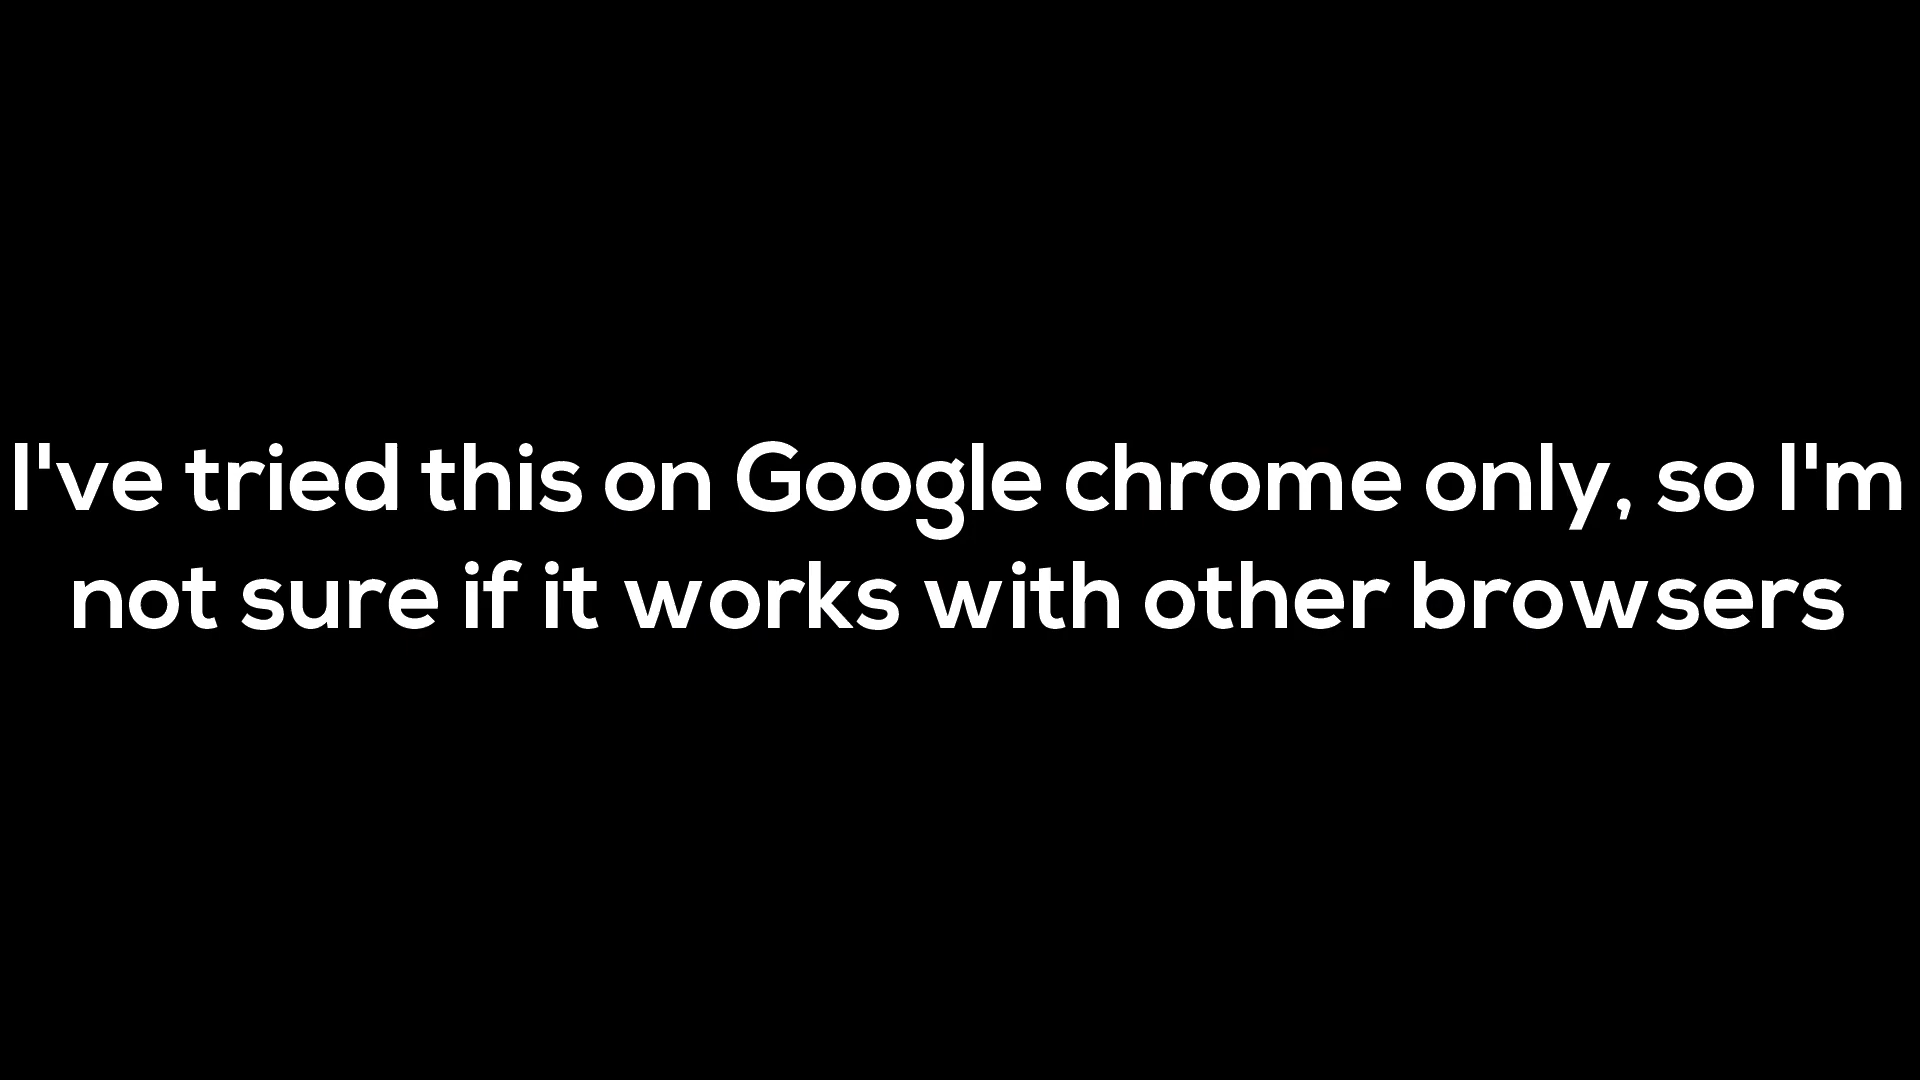 I've tried this on Google chrome only, so I'm
not sure if it works with other browsers